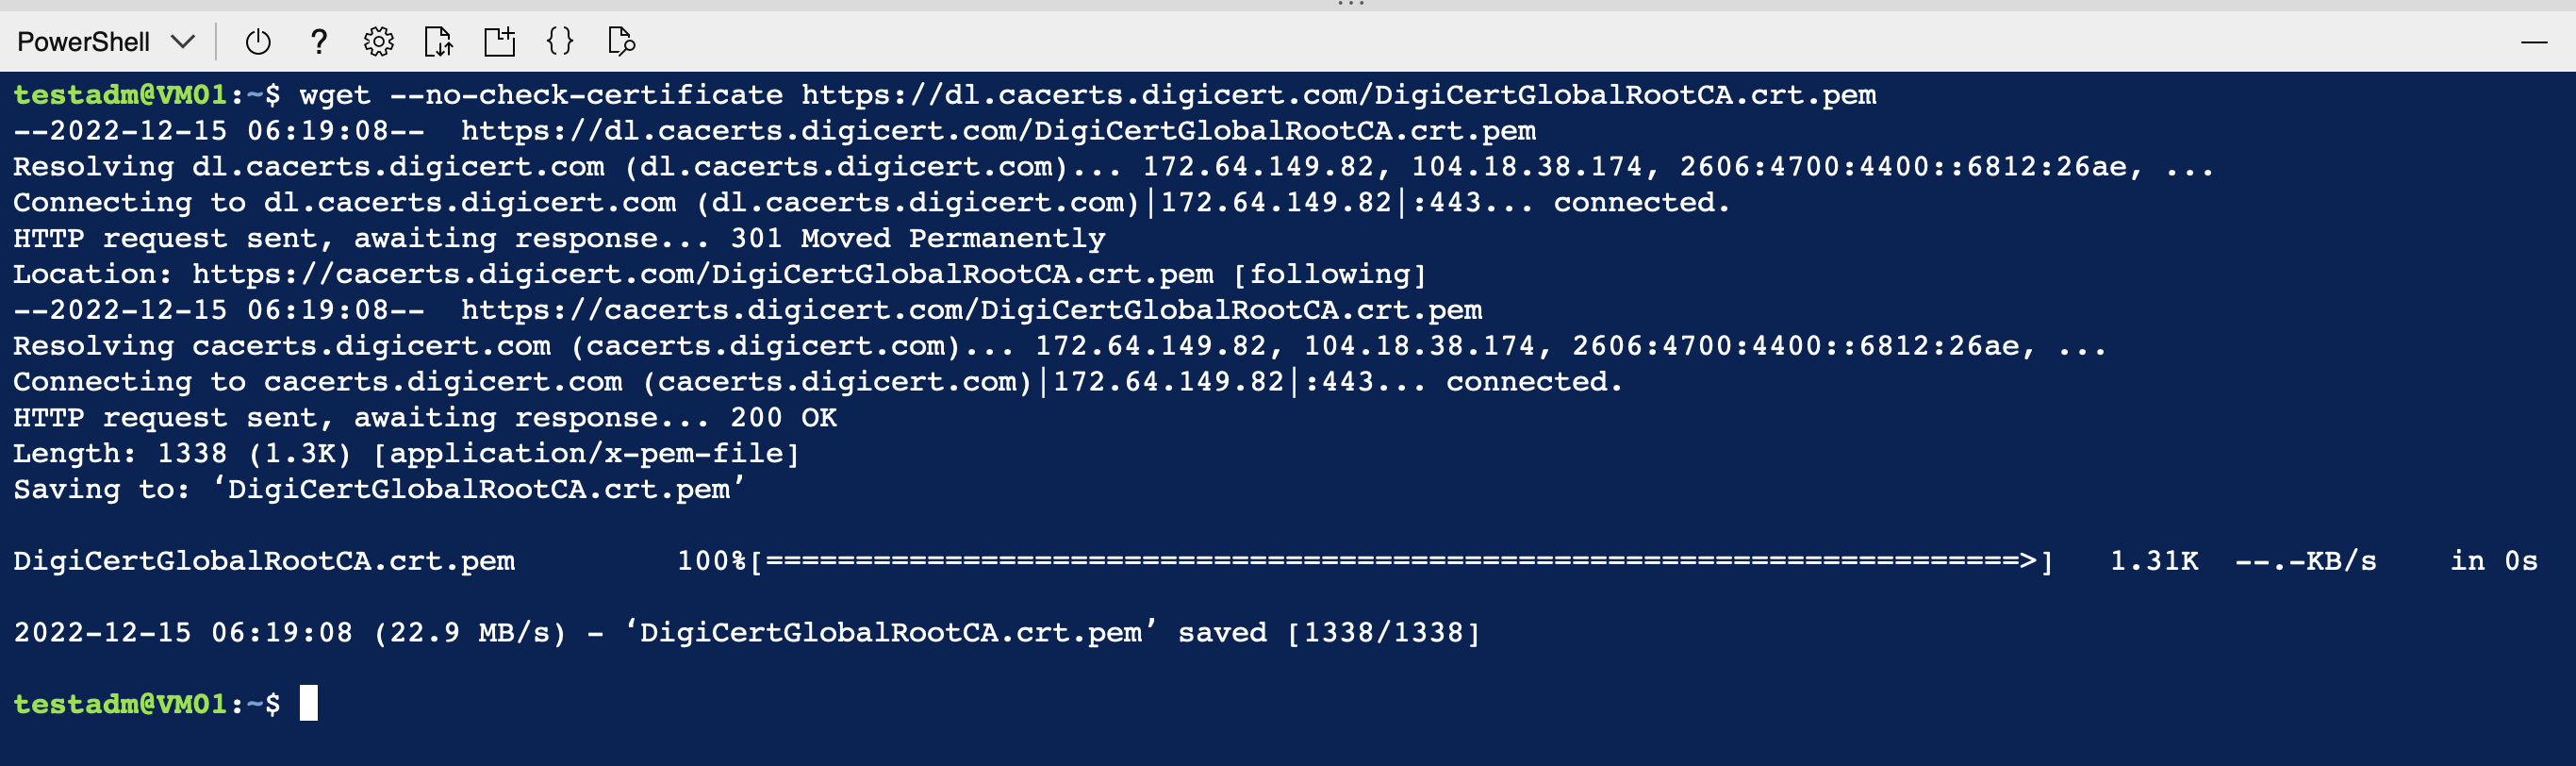 PowerShell
testadm@VM01:~$ wget --no-check-certificate https://dl.cacerts.digicert.com/DigiCertGlobalRootCA.crt.pem
--2022-12-15 06:19:08--  https://dl.cacerts.digicert.com/DigiCertGlobalRootCA.crt.pem
Resolving dl.cacerts.digicert.com (dl.cacerts.digicert.com)... 172.64.149.82, 104.18.38.174, 2606:4700:4400::6812:26ae, ...
Connecting to dl.cacerts.digicert.com (dl.cacerts.digicert.com)|172.64.149.82|:443... connected.
HTTP request sent, awaiting response... 301 Moved Permanently
Location: https://cacerts.digicert.com/DigiCertGlobalRootCA.crt.pem [following]
--2022-12-15 06:19:08--  https://cacerts.digicert.com/DigiCertGlobalRootCA.crt.pem
Resolving cacerts.digicert.com (cacerts.digicert.com)... 172.64.149.82, 104.18.38.174, 2606:4700:4400::6812:26ae, ...
Connecting to cacerts.digicert.com (cacerts.digicert.com)|172.64.149.82|:443... connected.
HTTP request sent, awaiting response... 200 OK
Length: 1338 (1.3K) [application/x-pem-file]
Saving to: ‘DigiCertGlobalRootCA.crt.pem’
DigiCertGlobalRootCA.crt.pem         100%[======================================================================>]   1.31K  --.-KB/s    in 0s
2022-12-15 06:19:08 (22.9 MB/s) - ‘DigiCertGlobalRootCA.crt.pem’ saved [1338/1338]
testadm@VM01:~$